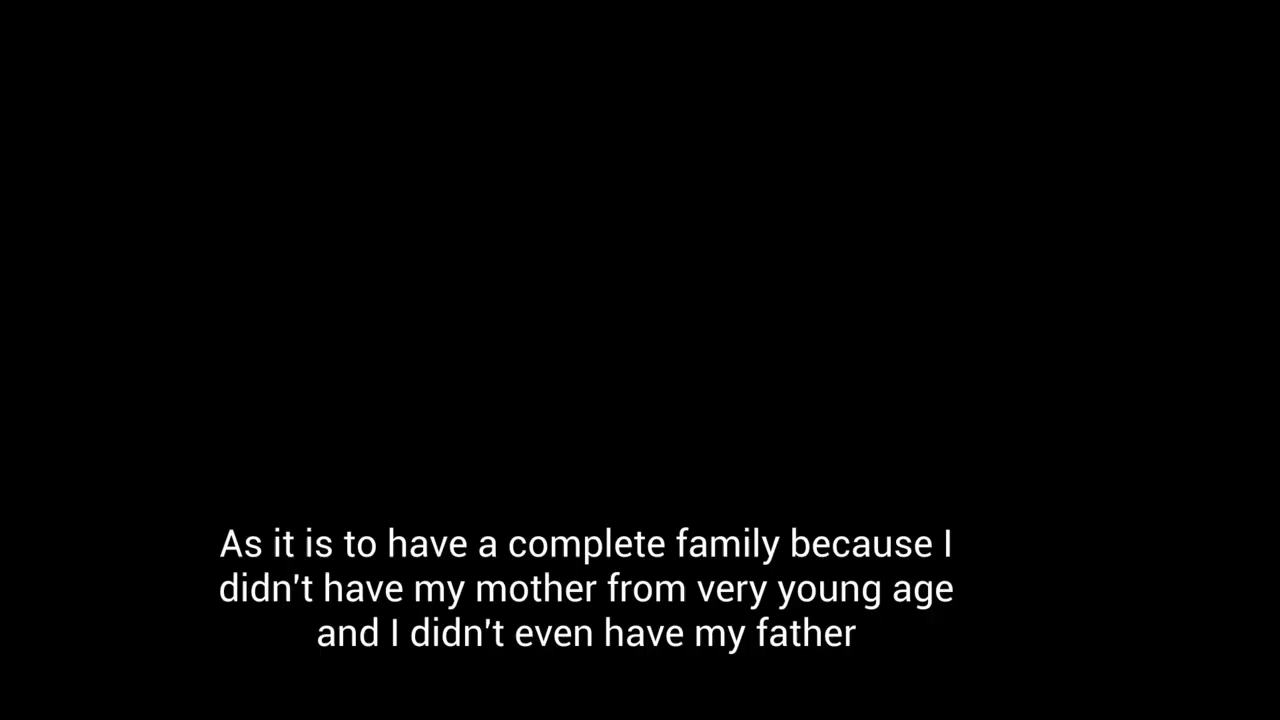 As it is to have a complete family because I
didn't have my mother from very young age
and I didn't even have my father